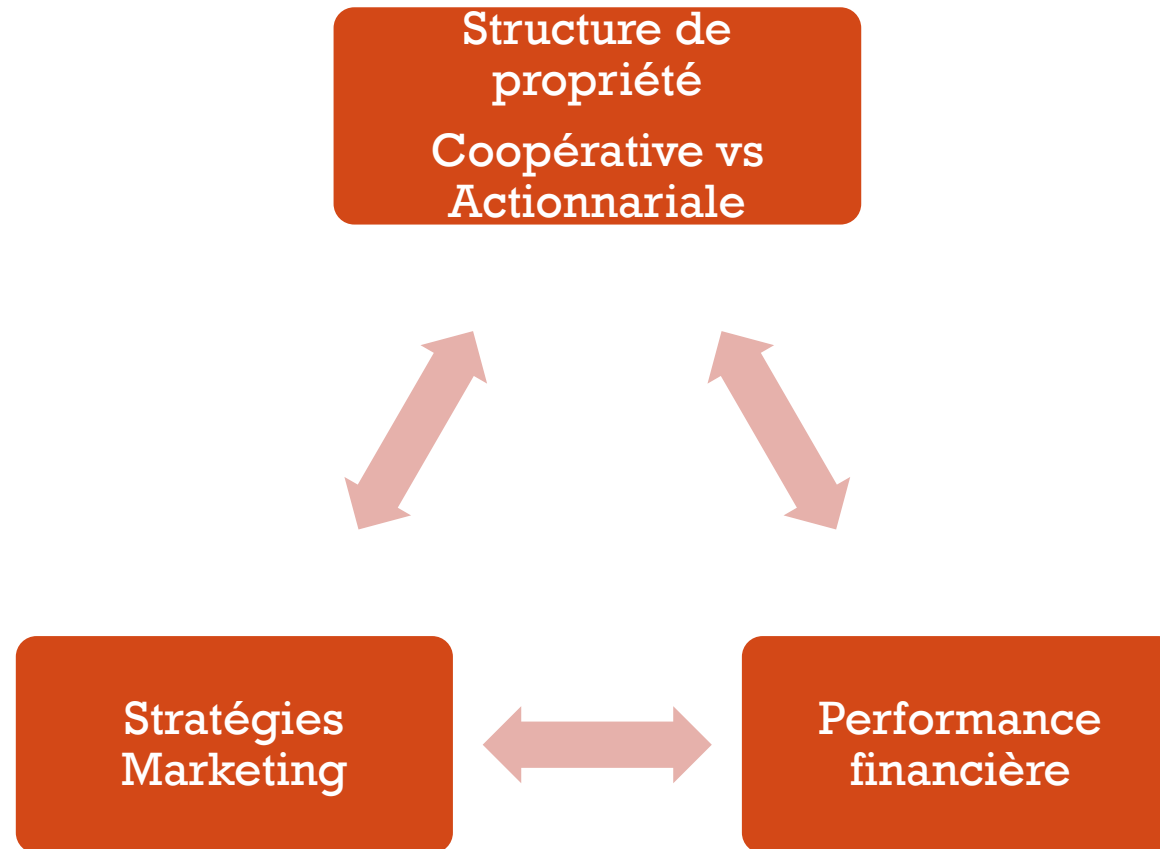 Structure de
propriété
Coopérative vs
Actionnariale
Stratégies
Marketing
Performance
financière